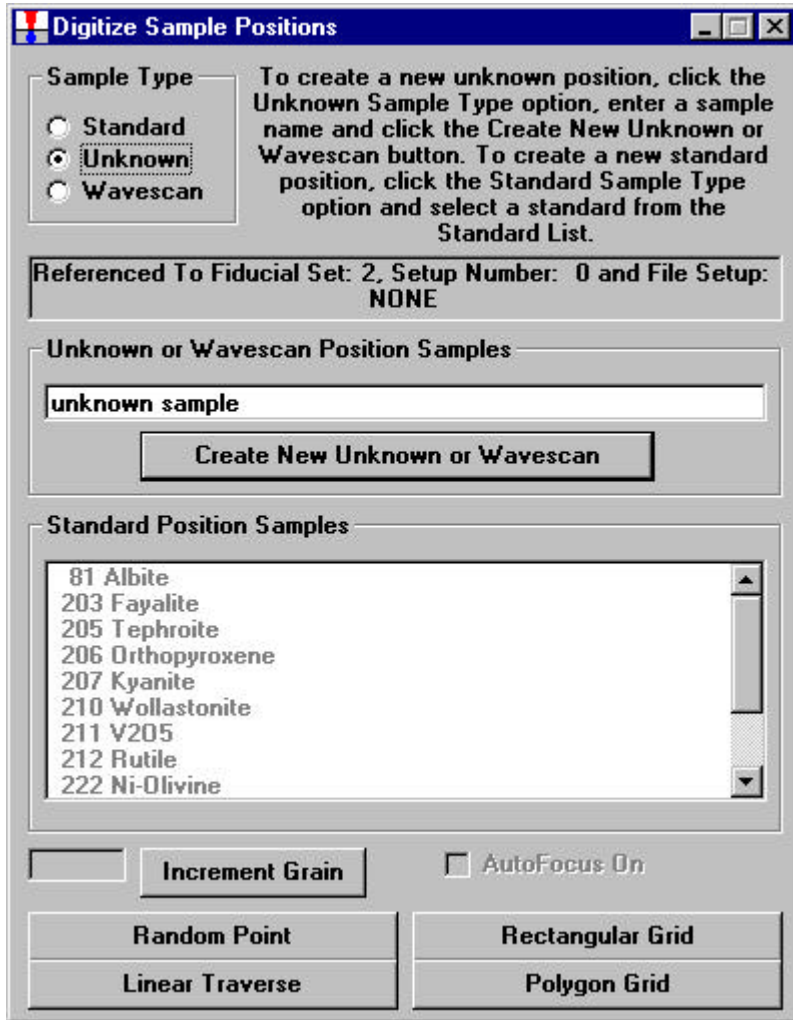 Digitize Sample Positions
Sample Type
Standard
Unknown
Wavescan
To create a new unknown position, click the
Unknown Sample Type option, enter a sample
name and click the Create New Unknown or
Wavescan button. To create a new standard
position, click the Standard Sample Type
option and select a standard from the
Standard List.
Referenced To Fiducial Set: 2, Setup Number:  0 and File Setup:
NONE
Unknown or Wavescan Position Samples
unknown sample
Create New Unknown or Wavescan
Standard Position Samples
81 Albite
203 Fayalite
205 Tephroite
206 Orthopyroxene
207 Kyanite
210 Wollastonite
211 V2O5
212 Rutile
222 Ni-Olivine
Increment Grain
AutoFocus On
Random Point
Rectangular Grid
Linear Traverse
Polygon Grid